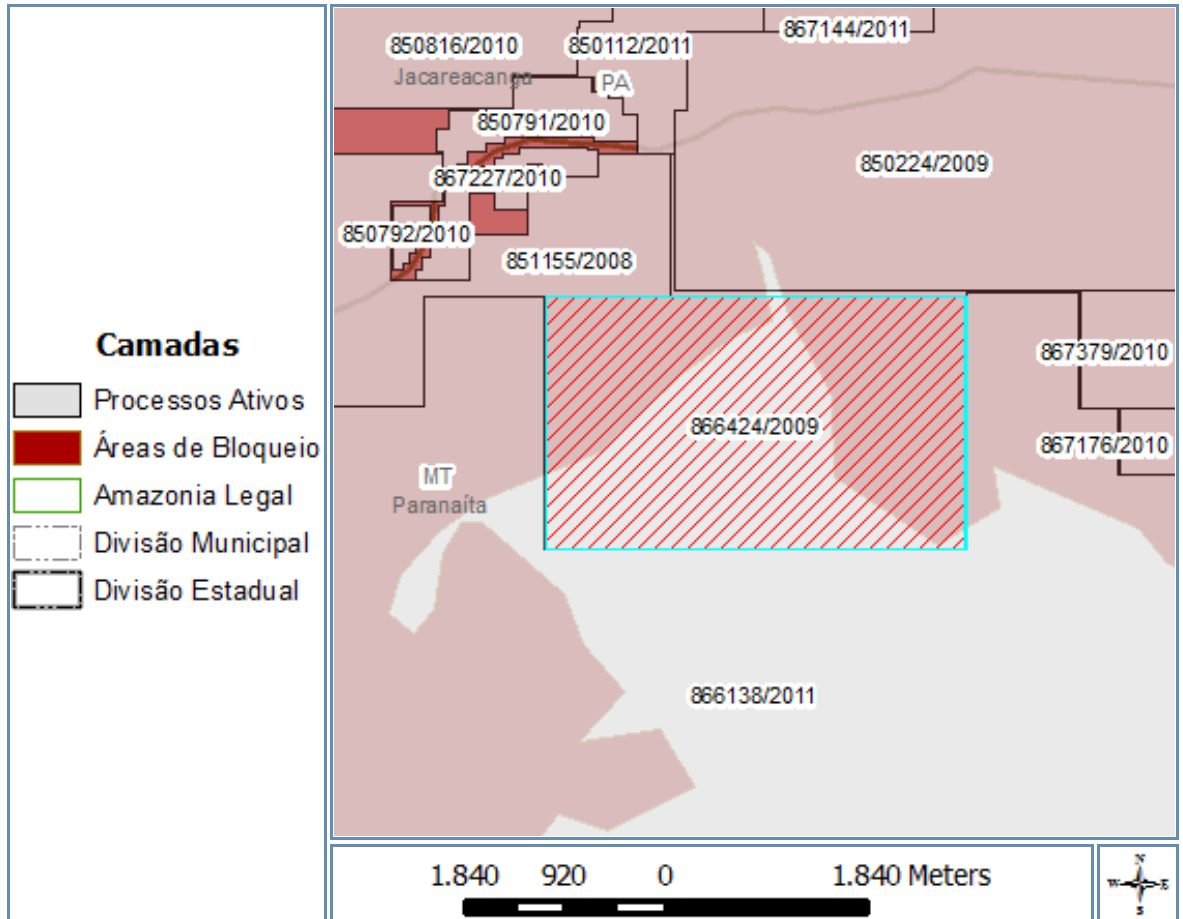 Camadas
Processos Ativos
Áreas de Bloqueio
Amazonia Legal
Divisão Municipal
Divisão Estadual
867144/2011
850816/2010
850112/2011
Jacareacanga
PA
850791/2010
850224/2009
867227/2010
850792/2010
851155/2008
867379/2010
866424/2009
867176/2010
MT
Paranaíta
866138/2011
1.840 920 0 1.840 Meters
N
W E
S